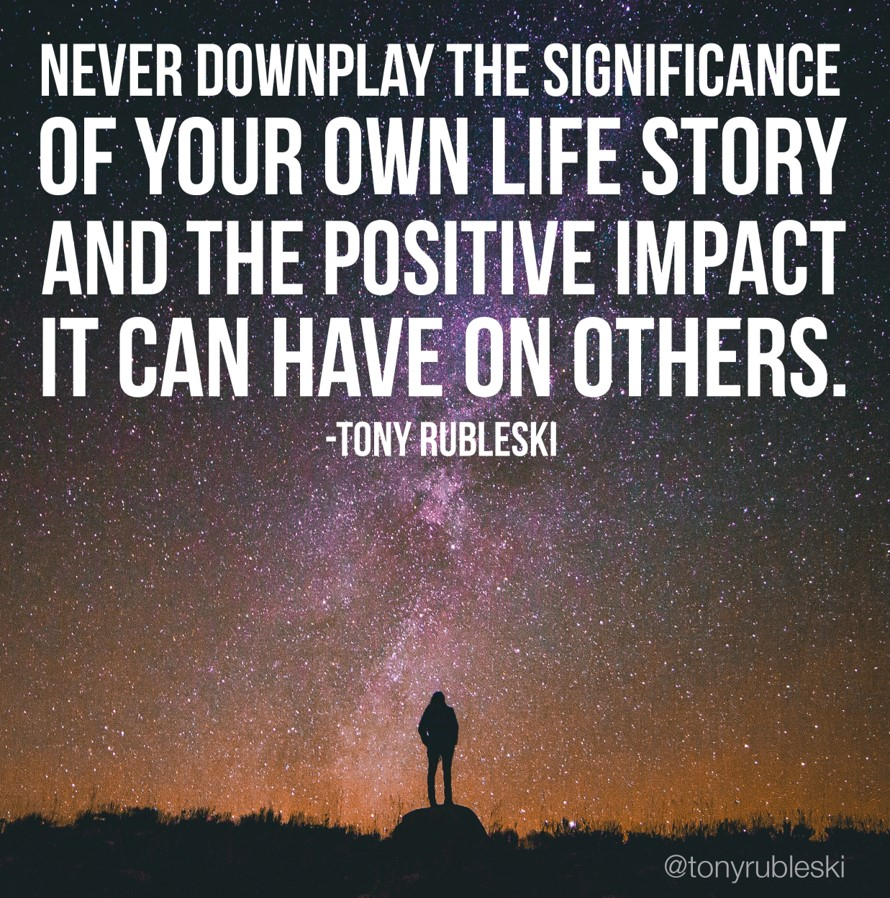 NEVER DOWNPLAY THE SIGNIFICANCE
OF YOUR OWN LIFE STORY
AND THE POSITIVE IMPACT
IT CAN HAVE ON OTHERS.
-TONY RUBLESKI
@tonyrubleski